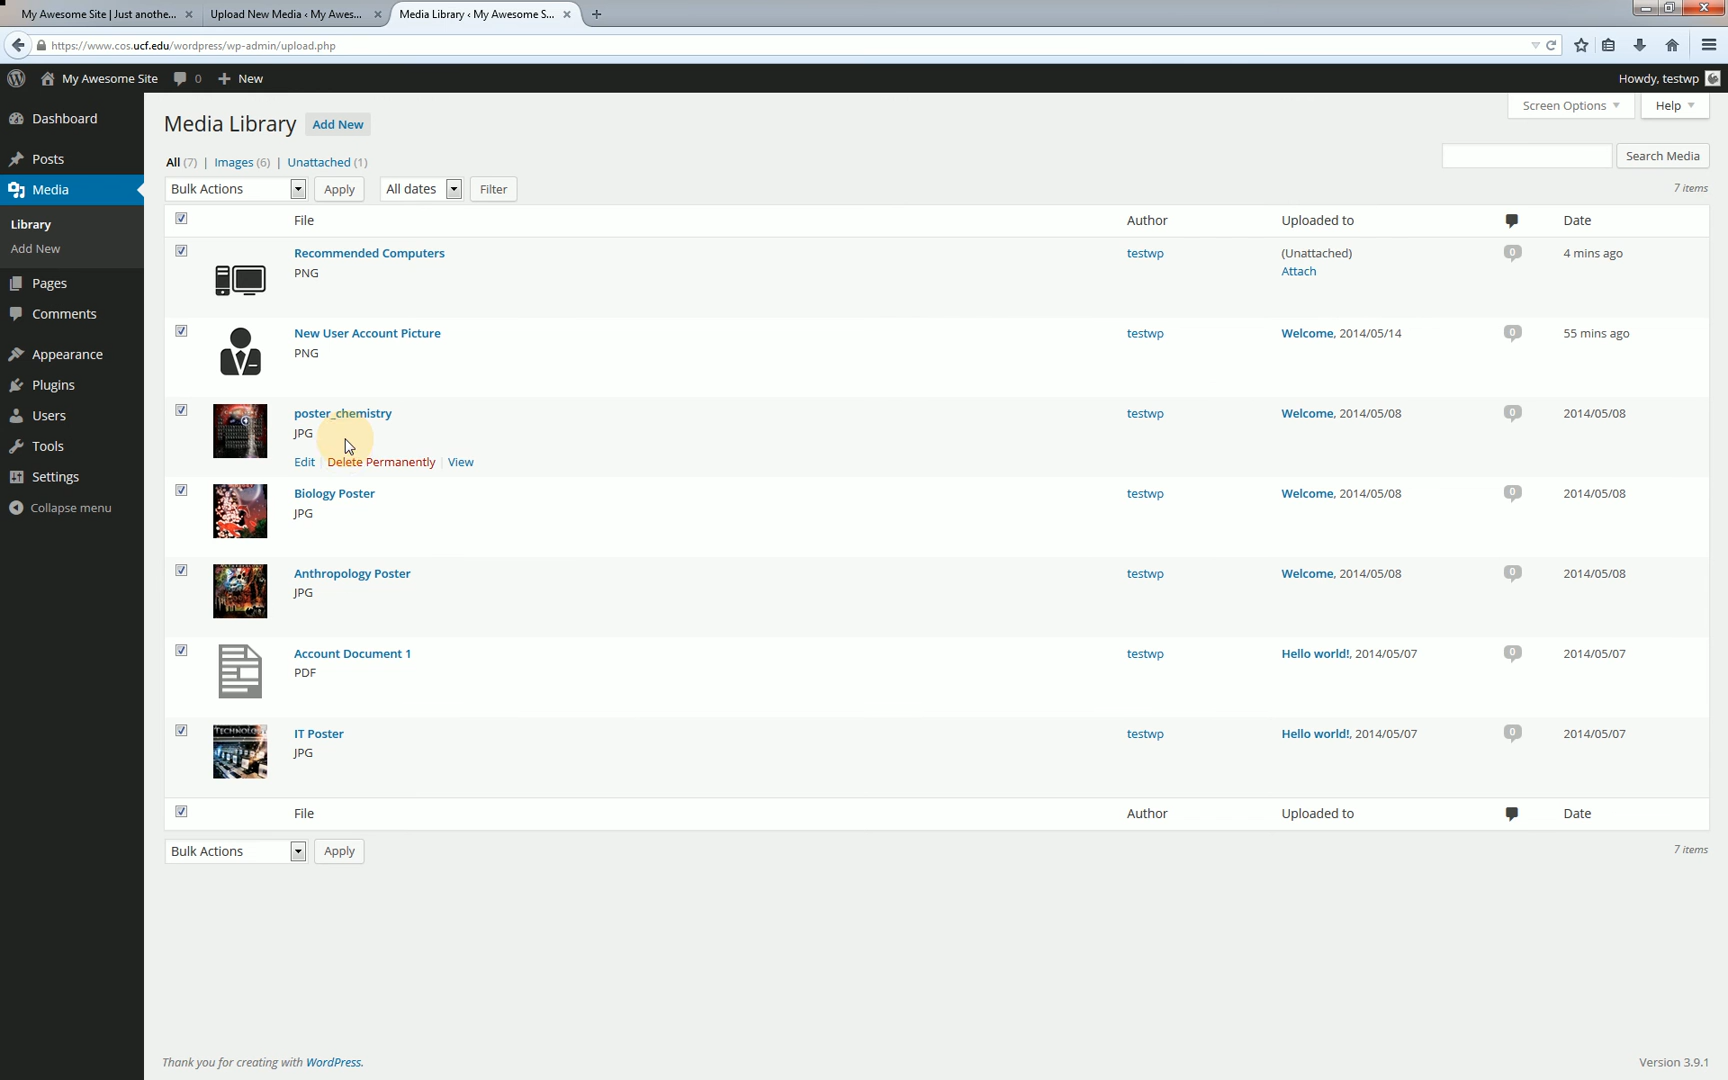 My Awesome Site | Just anothe...
Upload New Media ‹ My Awes...
Media Library ‹ My Awesome S...
https://www.cos.ucf.edu/wordpress/wp-admin/upload.php
My Awesome Site
0
New
Howdy, testwp
Dashboard
Posts
Media
Library
Add New
Pages
Comments
Appearance
Plugins
Users
Tools
Settings
Collapse menu
Screen Options
Help
Media Library
Add New
All (7) | Images (6) | Unattached (1)
Search Media
Bulk Actions
Apply
All dates
Filter
7 items
File
Author
Uploaded to
Date
Recommended Computers
PNG
testwp
(Unattached)
Attach
0
4 mins ago
New User Account Picture
PNG
testwp
Welcome, 2014/05/14
0
55 mins ago
poster_chemistry
JPG
Edit | Delete Permanently | View
testwp
Welcome, 2014/05/08
0
2014/05/08
Biology Poster
JPG
testwp
Welcome, 2014/05/08
0
2014/05/08
Anthropology Poster
JPG
testwp
Welcome, 2014/05/08
0
2014/05/08
Account Document 1
PDF
testwp
Hello world!, 2014/05/07
0
2014/05/07
TECHNOLO
IT Poster
JPG
testwp
Hello world!, 2014/05/07
0
2014/05/07
File
Author
Uploaded to
Date
Bulk Actions
Apply
7 items
Thank you for creating with WordPress.
Version 3.9.1